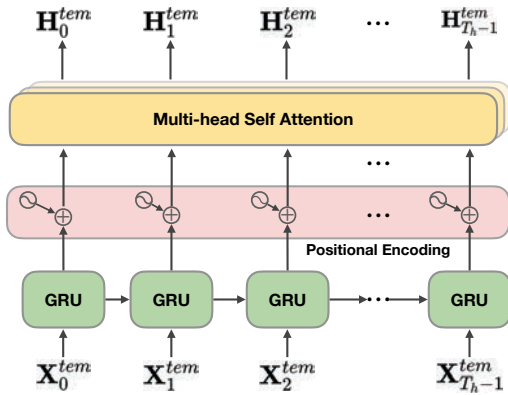 H_0^{tem} H_1^{tem} H_2^{tem} ... H_{T_h-1}^{tem}
Multi-head Self Attention
...
...
Positional Encoding
GRU GRU GRU ... GRU
X_0^{tem} X_1^{tem} X_2^{tem} X_{T_h-1}^{tem}